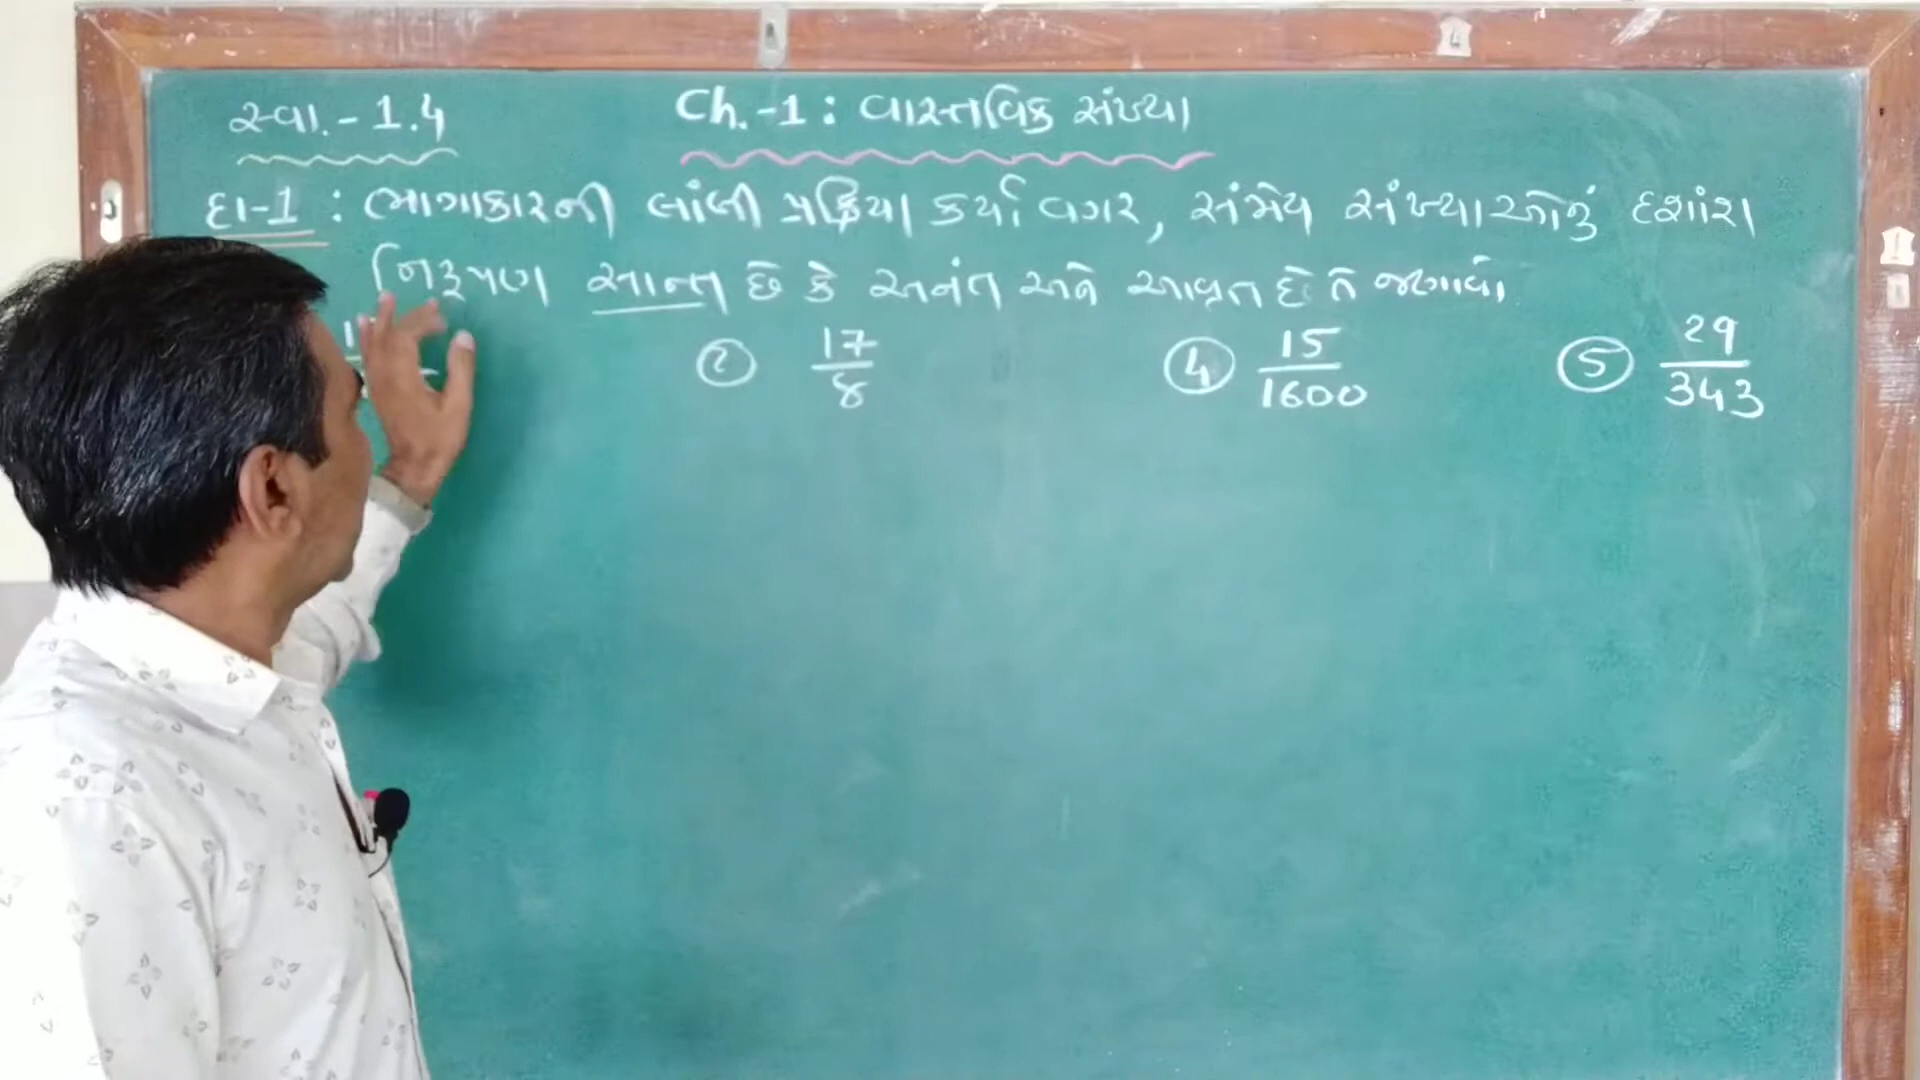 સ્વા.-1.4
Ch.-1 : વાસ્તવિક સંખ્યા
દા-1 : ભાગાકારની લાંબી પ્રક્રિયા કર્યા વગર, સંમેય સંખ્યાઓનું દશાંશ
નિરૂપણ સાન્ત છે કે અનંત અને આવૃત છે તે જણાવો.
② 17/8 ④ 15/1600 ⑤ 29/343